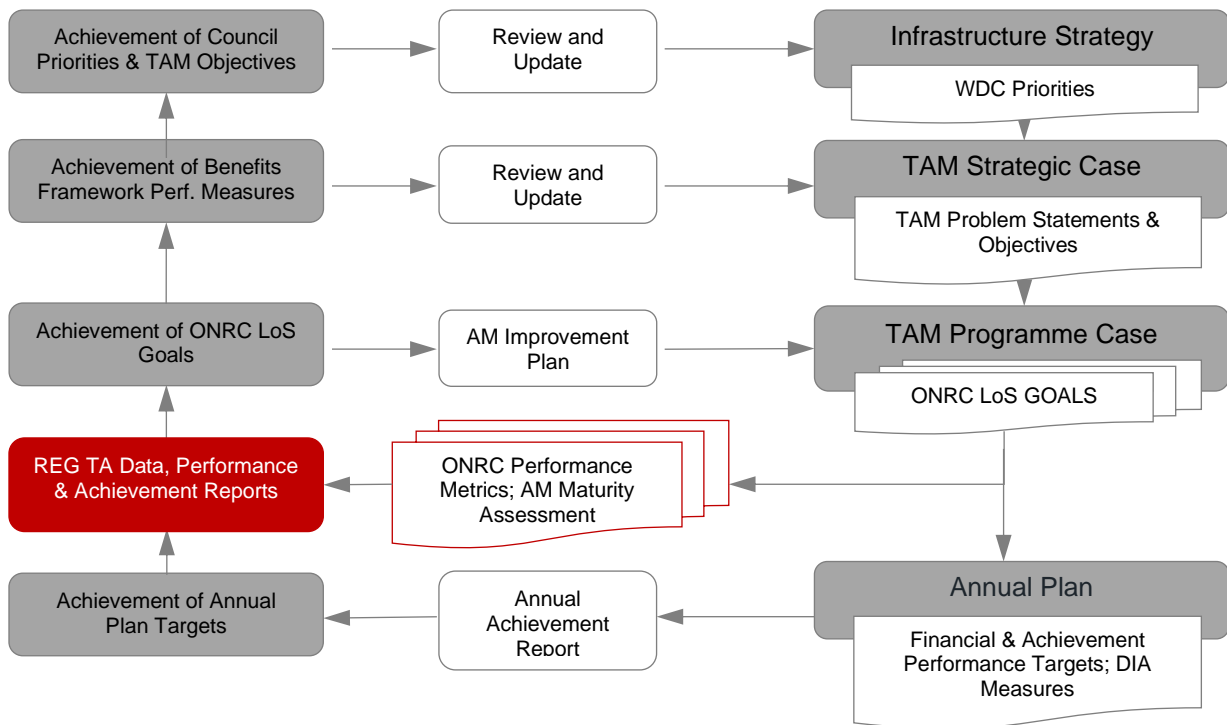 Achievement of Council
Priorities & TAM Objectives
Review and
Update
Infrastructure Strategy
WDC Priorities
Achievement of Benefits
Framework Perf. Measures
Review and
Update
TAM Strategic Case
TAM Problem Statements &
Objectives
Achievement of ONRC LoS
Goals
AM Improvement
Plan
TAM Programme Case
ONRC LoS GOALS
REG TA Data, Performance
& Achievement Reports
ONRC Performance
Metrics; AM Maturity
Assessment
Achievement of Annual
Plan Targets
Annual
Achievement
Report
Annual Plan
Financial & Achievement
Performance Targets; DIA
Measures